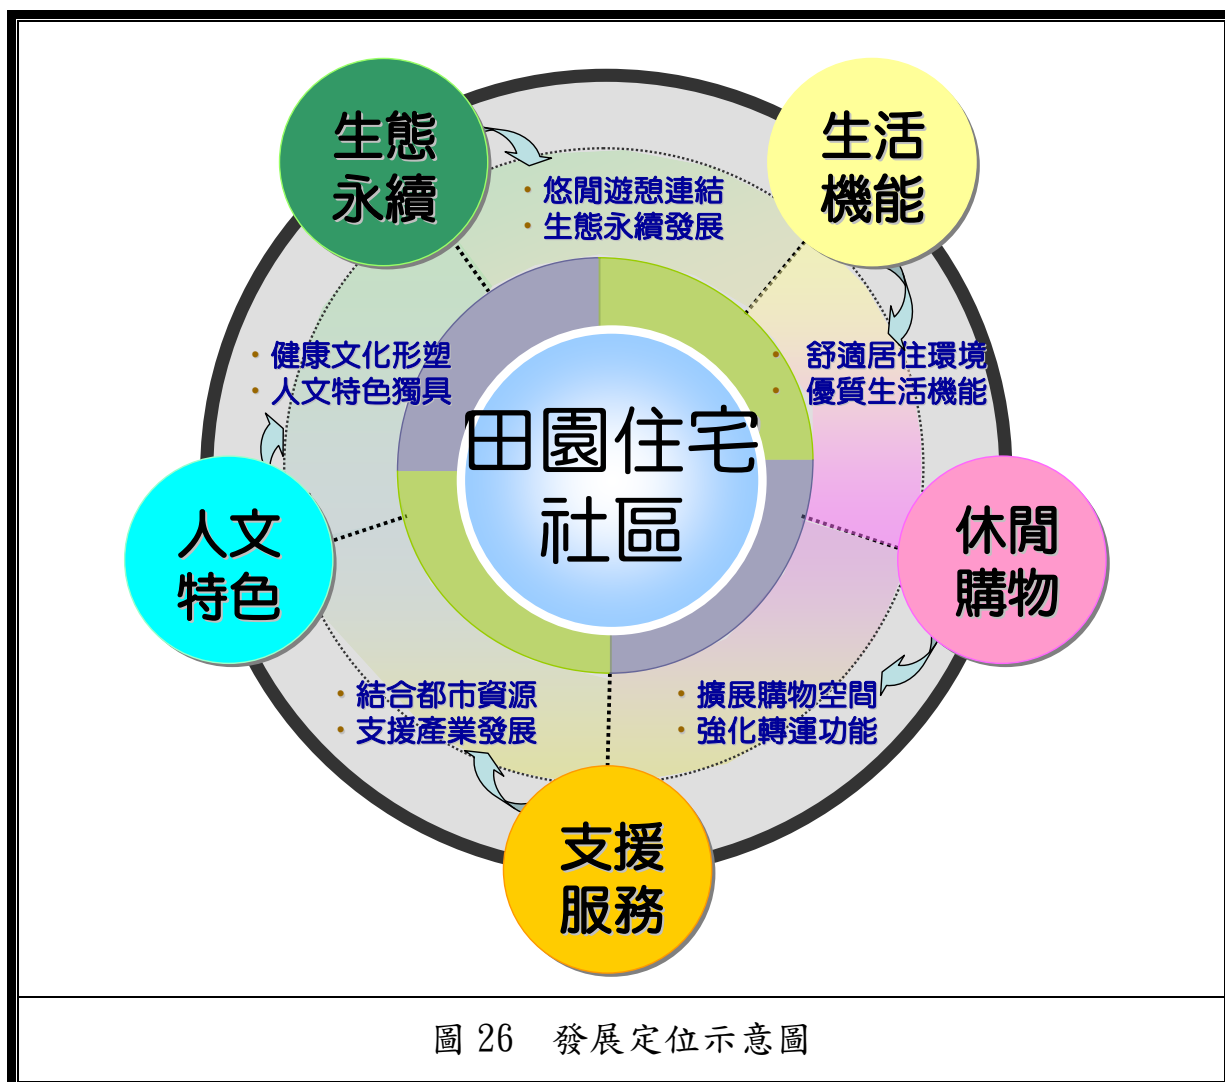 生態
永續
生活
機能
• 悠閒遊憩連結
• 生態永續發展
• 健康文化形塑
• 人文特色獨具
• 舒適居住環境
• 優質生活機能
田園住宅
社區
人文
特色
休閒
購物
• 結合都市資源
• 支援產業發展
• 擴展購物空間
• 強化轉運功能
支援
服務
圖 26 發展定位示意圖